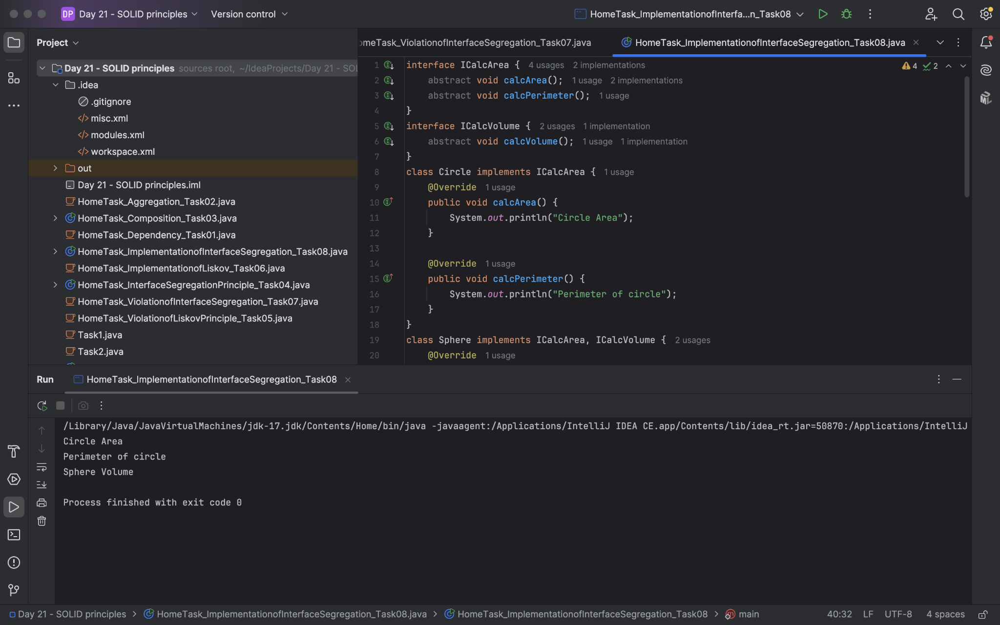 DP Day 21 - SOLID principles Version control HomeTask_ImplementationofInterfa...n_Task08
Project
Day 21 - SOLID principles sources root, ~/IdeaProjects/Day 21 - SOL
.idea
.gitignore
misc.xml
modules.xml
workspace.xml
out
Day 21 - SOLID principles.iml
HomeTask_Aggregation_Task02.java
HomeTask_Composition_Task03.java
HomeTask_Dependency_Task01.java
HomeTask_ImplementationofInterfaceSegregation_Task08.java
HomeTask_ImplementationofLiskov_Task06.java
HomeTask_InterfaceSegregationPrinciple_Task04.java
HomeTask_ViolationofInterfaceSegregation_Task07.java
HomeTask_ViolationofLiskovPrinciple_Task05.java
Task1.java
Task2.java
omeTask_ViolationofInterfaceSegregation_Task07.java HomeTask_ImplementationofInterfaceSegregation_Task08.java
4 2
1 interface ICalcArea { 4 usages 2 implementations
2 abstract void calcArea(); 1 usage 2 implementations
3 abstract void calcPerimeter(); 1 usage
4 }
5 interface ICalcVolume { 2 usages 1 implementation
6 abstract void calcVolume(); 1 usage 1 implementation
7 }
8 class Circle implements ICalcArea { 1 usage
9 @Override 1 usage
10 public void calcArea() {
11 System.out.println("Circle Area");
12 }
13
14 @Override 1 usage
15 public void calcPerimeter() {
16 System.out.println("Perimeter of circle");
17 }
18 }
19 class Sphere implements ICalcArea, ICalcVolume { 2 usages
20 @Override 1 usage
ML
Run HomeTask_ImplementationofInterfaceSegregation_Task08
/Library/Java/JavaVirtualMachines/jdk-17.jdk/Contents/Home/bin/java -javaagent:/Applications/IntelliJ IDEA CE.app/Contents/lib/idea_rt.jar=50870:/Applications/IntelliJ
Circle Area
Perimeter of circle
Sphere Volume
Process finished with exit code 0
Day 21 - SOLID principles HomeTask_ImplementationofInterfaceSegregation_Task08.java HomeTask_ImplementationofInterfaceSegregation_Task08 main 40:32 LF UTF-8 4 spaces